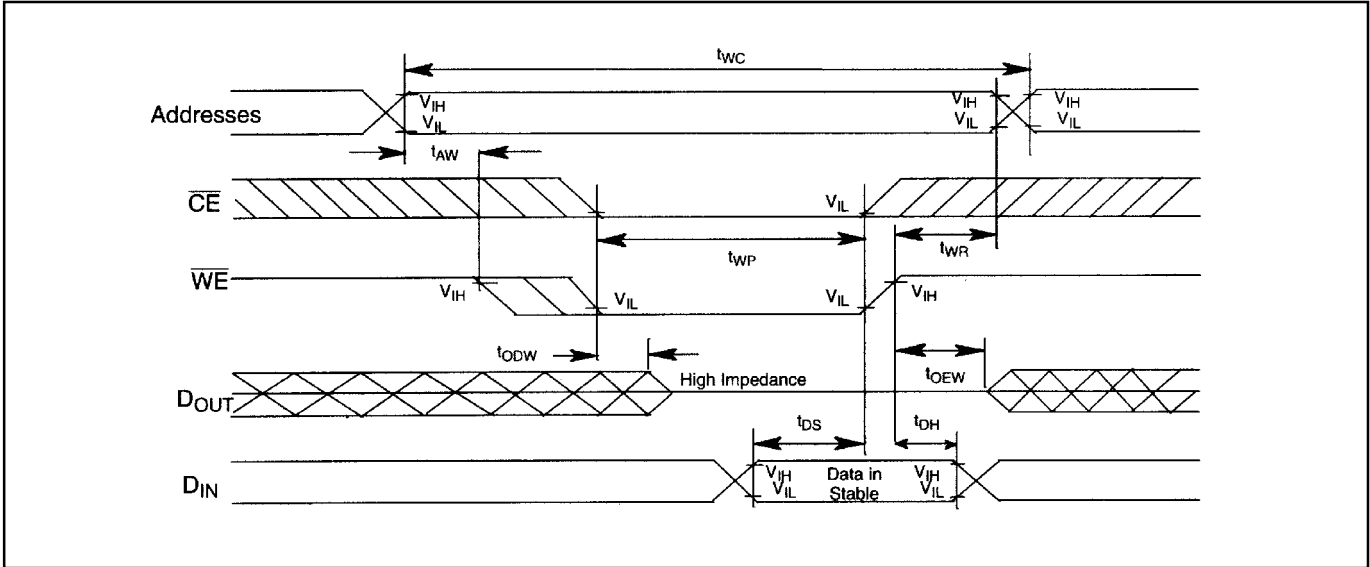 tWC
Addresses
VIH
VIL
VIH
VIL
VIH
VIL
tAW
CE
VIL
tWP
tWR
WE
VIH
VIL
VIL
VIH
tODW
tOEW
DOUT
High Impedance
tDS
tDH
DIN
VIH
VIL
Data in
Stable
VIH
VIL